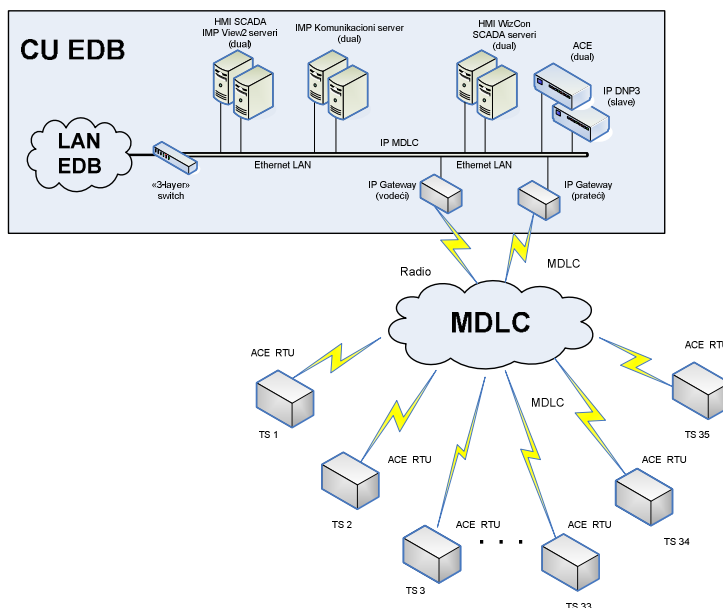 CU EDB
HMI SCADA
IMP View2 serveri
(dual)
IMP Komunikacioni server
(dual)
HMI WizCon
SCADA serveri
(dual)
ACE
(dual)
IP DNP3
(slave)
LAN
EDB
IP MDLC
Ethernet LAN
Ethernet LAN
«3-layer»
switch
IP Gateway
(vodeći)
IP Gateway
(prateći)
Radio
MDLC
MDLC
ACE RTU
TS 1
ACE RTU
TS 2
ACE RTU
TS 3
. . .
MDLC
ACE RTU
TS 33
ACE RTU
TS 34
ACE RTU
TS 35